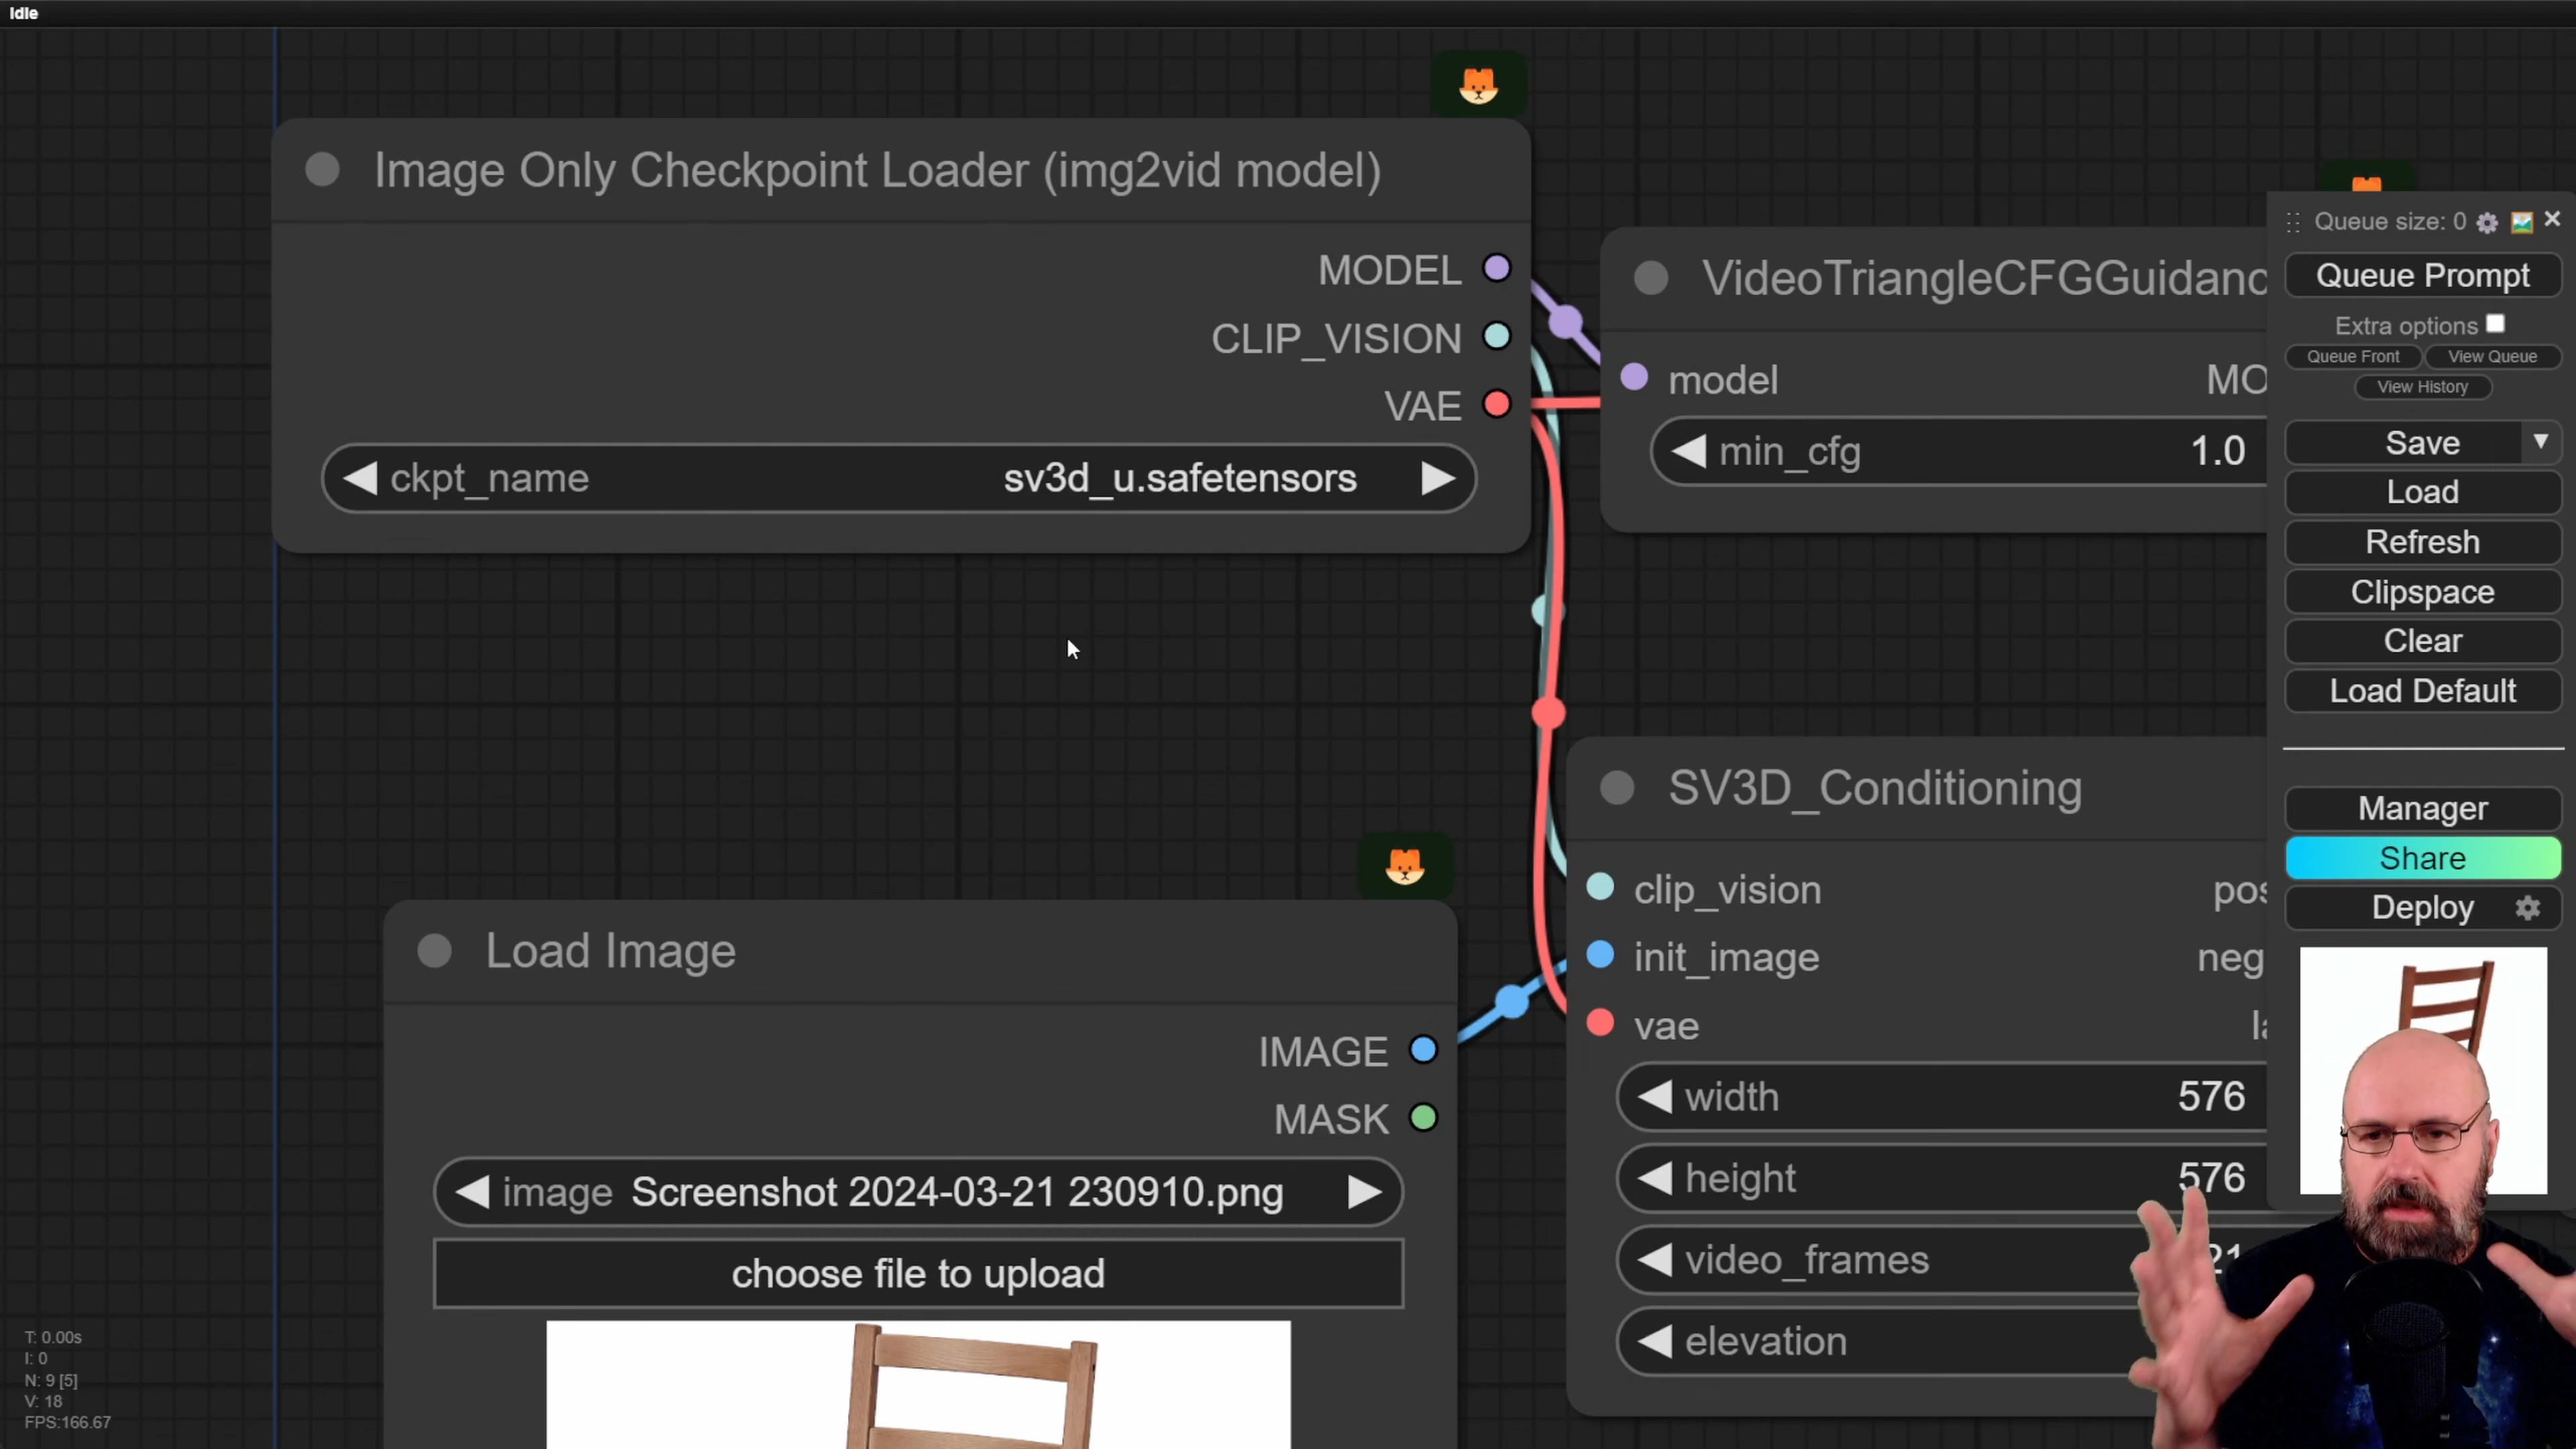 Idle
Image Only Checkpoint Loader (img2vid model)
MODEL
CLIP_VISION
VAE
ckpt_name sv3d_u.safetensors
VideoTriangleCFGGuidanc
model MO
min_cfg 1.0
Load Image
IMAGE
MASK
image Screenshot 2024-03-21 230910.png
choose file to upload
SV3D_Conditioning
clip_vision pos
init_image neg
vae la
width 576
height 576
video_frames 21
elevation
Queue size: 0
Queue Prompt
Extra options
Queue Front View Queue
View History
Save
Load
Refresh
Clipspace
Clear
Load Default
Manager
Share
Deploy
T: 0.00s
I: 0
N: 9 [5]
V: 18
FPS:166.67